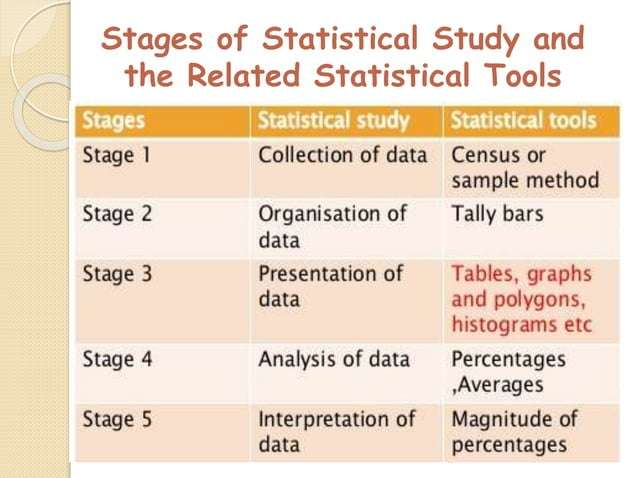 Stages of Statistical Study and
the Related Statistical Tools
Stages Statistical study Statistical tools
Stage 1 Collection of data Census or
sample method
Stage 2 Organisation of Tally bars
data
Stage 3 Presentation of Tables, graphs
data and polygons,
histograms etc
Stage 4 Analysis of data Percentages
,Averages
Stage 5 Interpretation of Magnitude of
data percentages